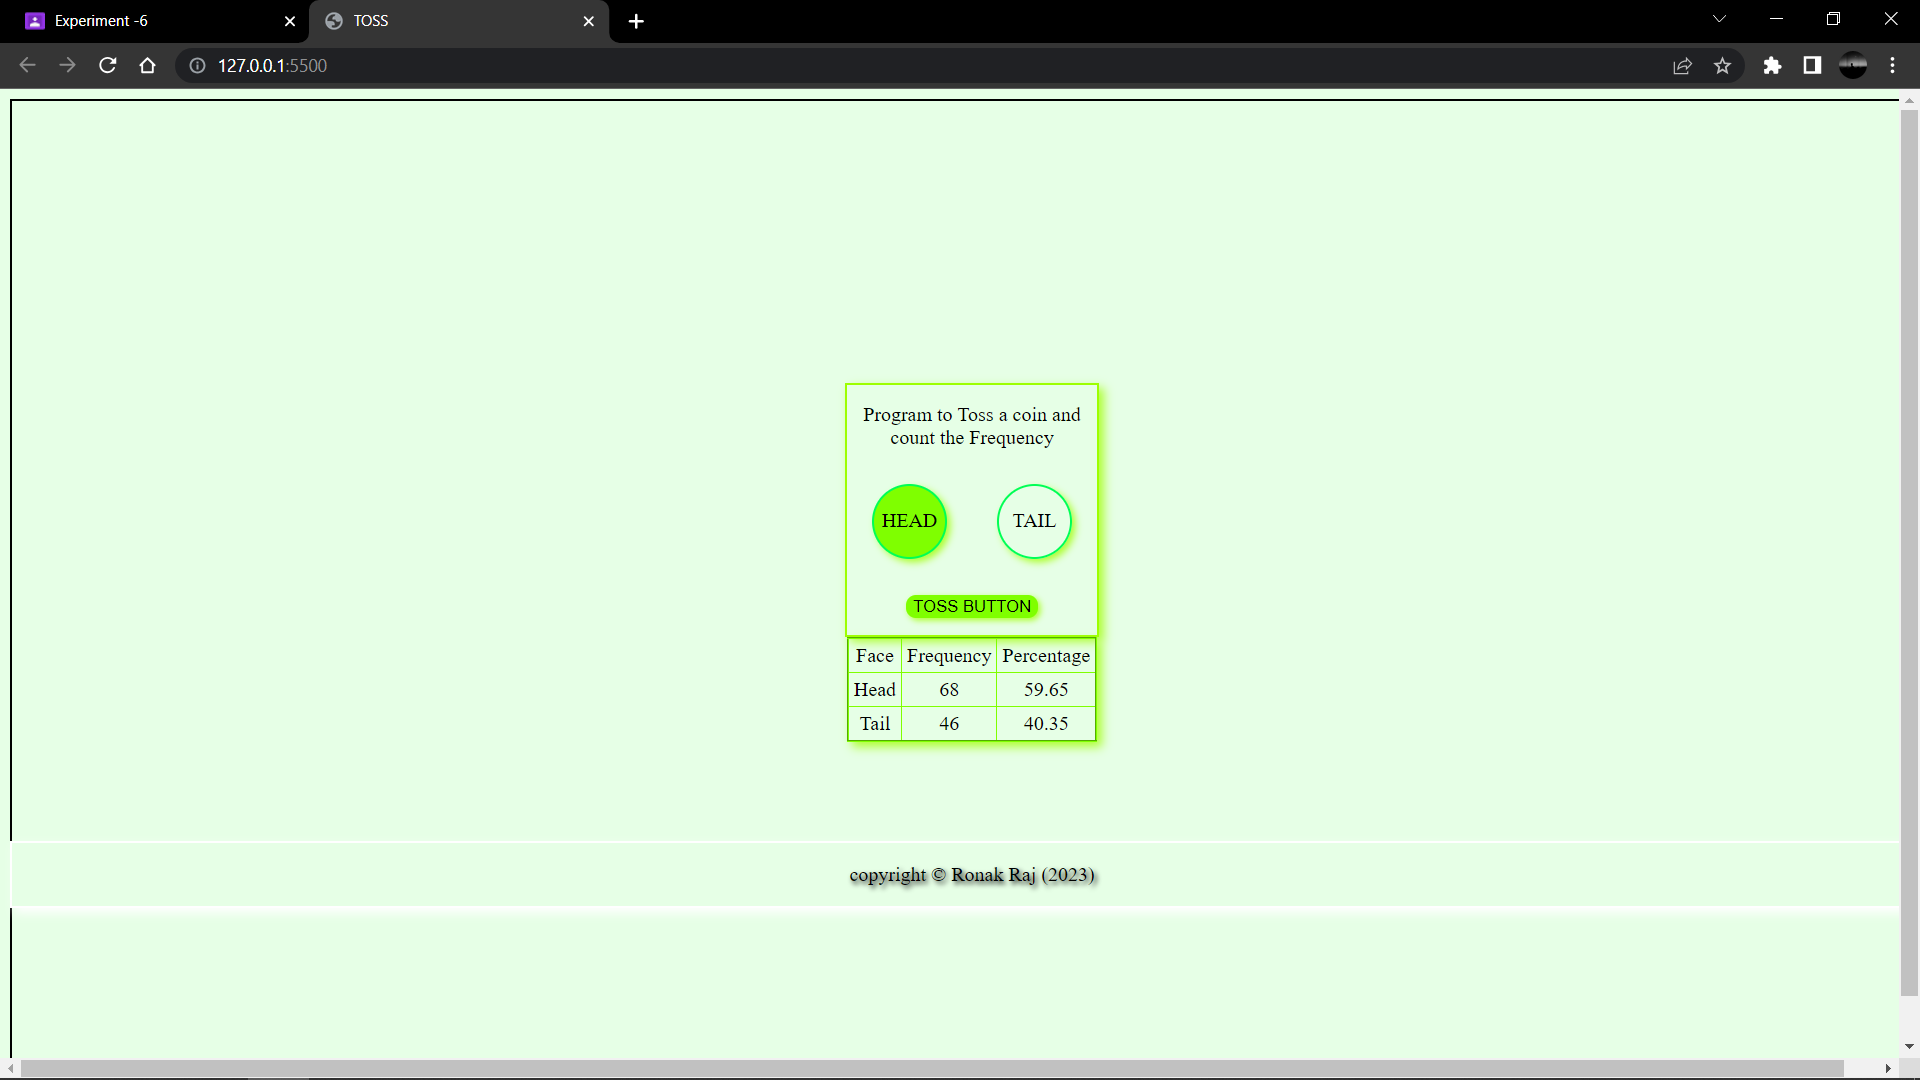 Experiment -6
TOSS
127.0.0.1:5500
Program to Toss a coin and
count the Frequency
HEAD TAIL
TOSS BUTTON
Face Frequency Percentage
Head 68 59.65
Tail 46 40.35
copyright © Ronak Raj (2023)